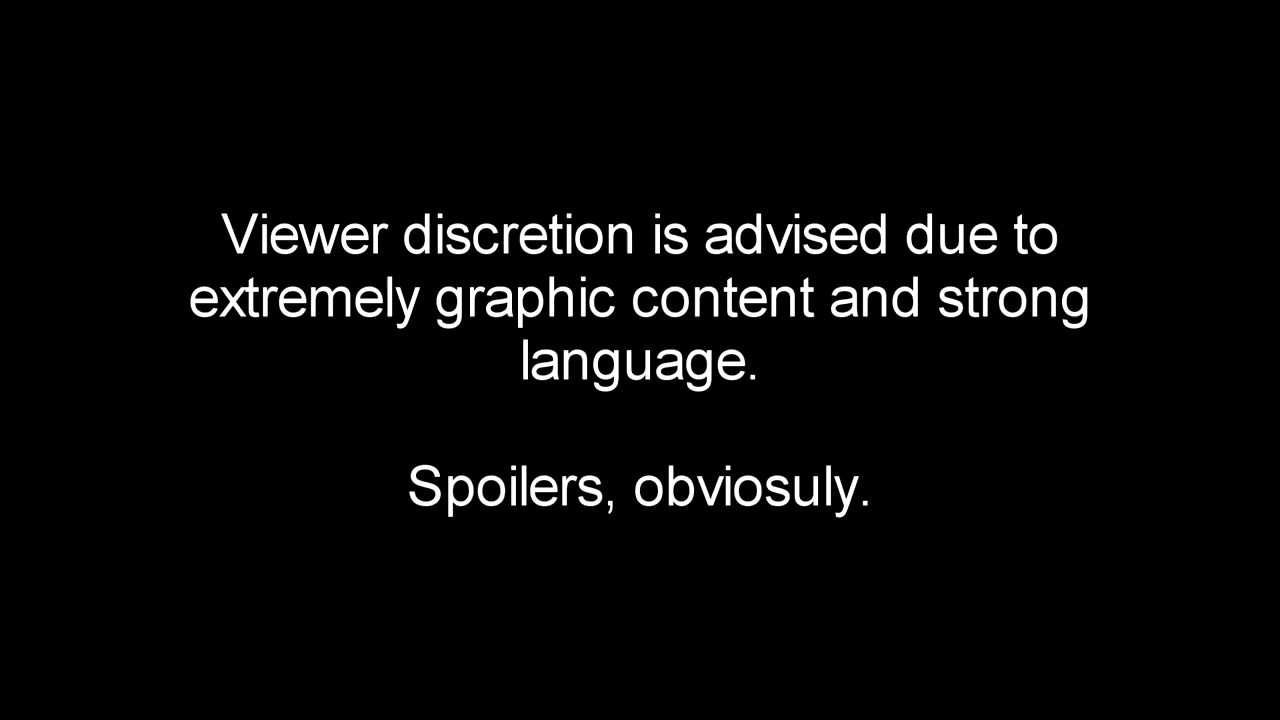 Viewer discretion is advised due to
extremely graphic content and strong
language.
Spoilers, obviosuly.